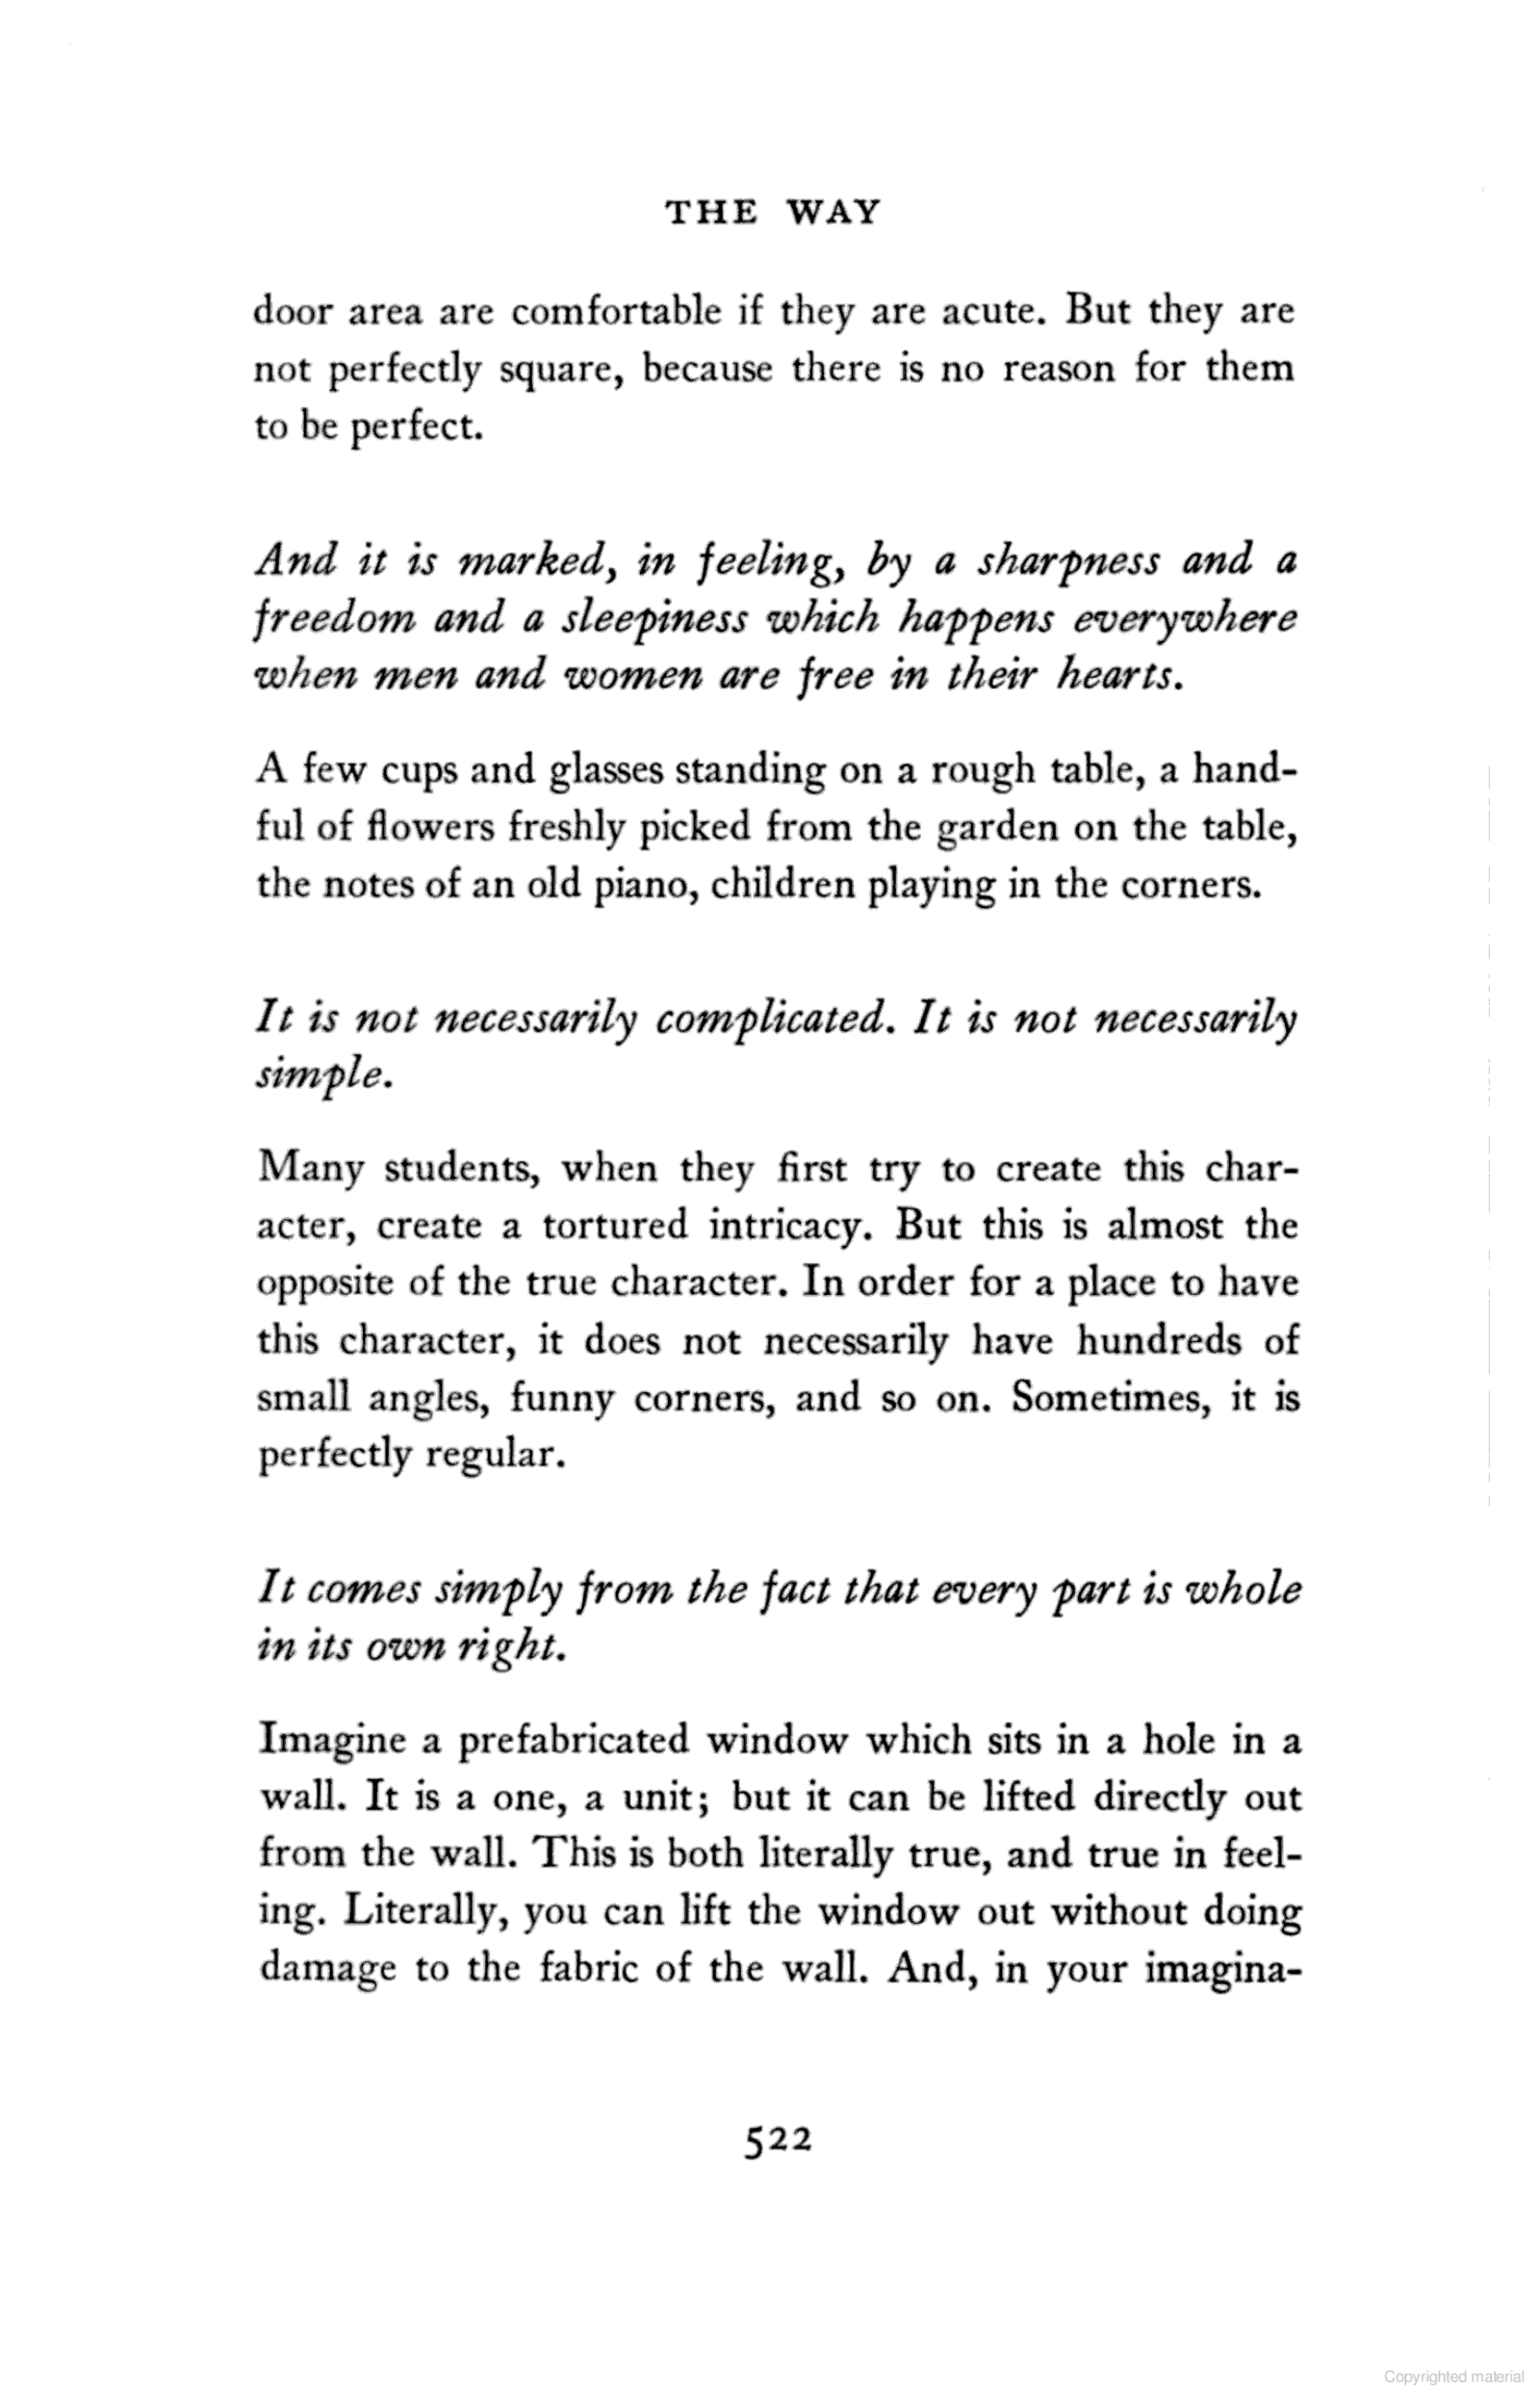 THE WAY
door area are comfortable if they are acute. But they are
not perfectly square, because there is no reason for them
to be perfect.
And it is marked, in feeling, by a sharpness and a
freedom and a sleepiness which happens everywhere
when men and women are free in their hearts.
A few cups and glasses standing on a rough table, a hand-
ful of flowers freshly picked from the garden on the table,
the notes of an old piano, children playing in the corners.
It is not necessarily complicated. It is not necessarily
simple.
Many students, when they first try to create this char-
acter, create a tortured intricacy. But this is almost the
opposite of the true character. In order for a place to have
this character, it does not necessarily have hundreds of
small angles, funny corners, and so on. Sometimes, it is
perfectly regular.
It comes simply from the fact that every part is whole
in its own right.
Imagine a prefabricated window which sits in a hole in a
wall. It is a one, a unit; but it can be lifted directly out
from the wall. This is both literally true, and true in feel-
ing. Literally, you can lift the window out without doing
damage to the fabric of the wall. And, in your imagina-
522
Copyrighted material